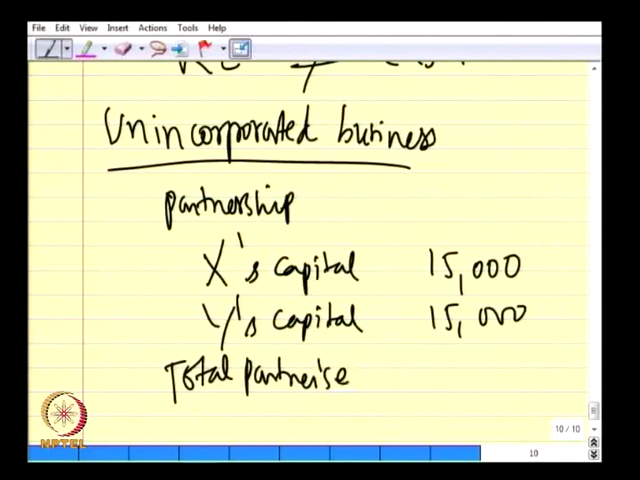 File Edit View Insert Actions Tools Help
Unincorporated business
partnership
X's capital 15,000
Y's capital 15,000
Total partner's e
NPTEL
10/10
10